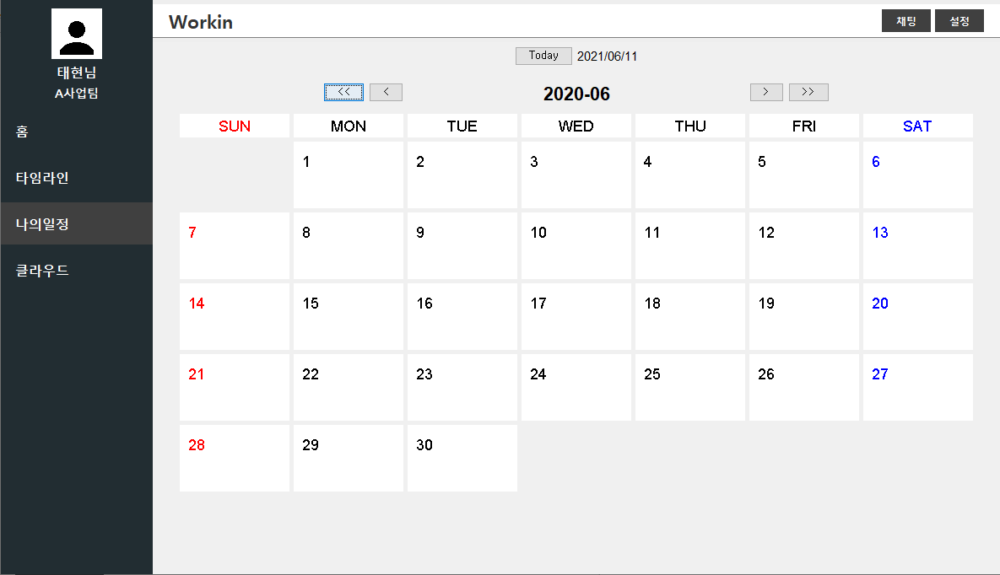 태현님
A사업팀
홈
타임라인
나의일정
클라우드
Workin
채팅 설정
Today 2021/06/11
<< < 2020-06 > >>
SUN MON TUE WED THU FRI SAT
1 2 3 4 5 6
7 8 9 10 11 12 13
14 15 16 17 18 19 20
21 22 23 24 25 26 27
28 29 30